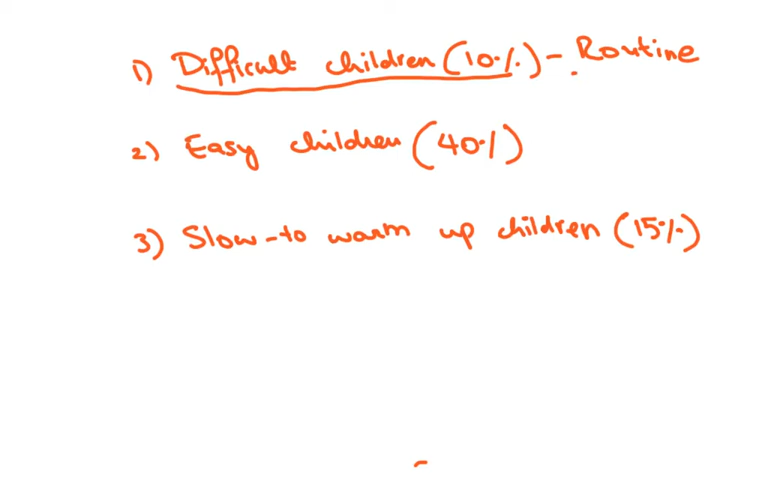 1) Difficult children (10%) - Routine
2) Easy children (40%)
3) Slow-to warm up children (15%)